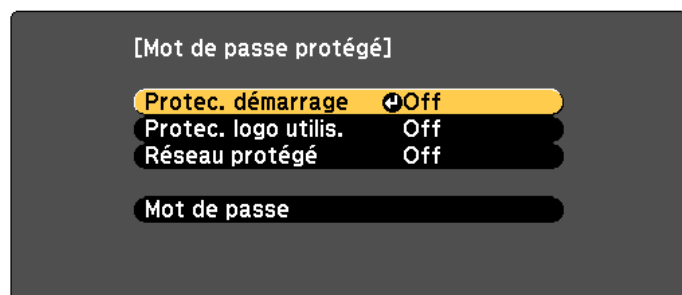 [Mot de passe protégé]
Protec. démarrage Off
Protec. logo utilis. Off
Réseau protégé Off
Mot de passe